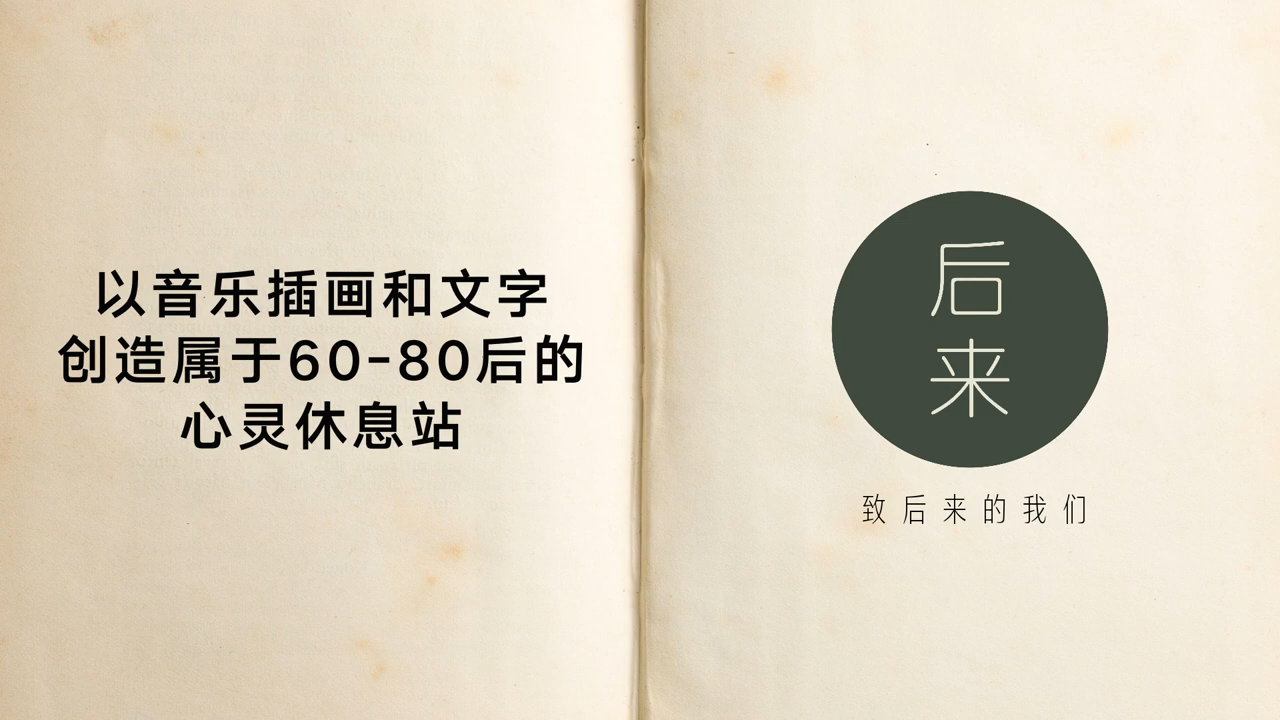 以音乐插画和文字
创造属于60-80后的
心灵休息站
后
来
致后来的我们